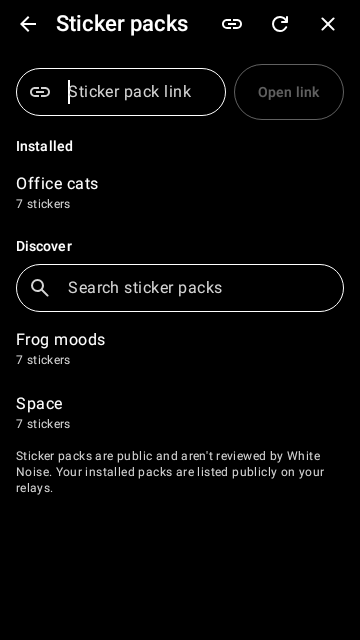 Sticker packs
Sticker pack link
Open link
Installed
Office cats
7 stickers
Discover
Search sticker packs
Frog moods
7 stickers
Space
7 stickers
Sticker packs are public and aren't reviewed by White
Noise. Your installed packs are listed publicly on your
relays.